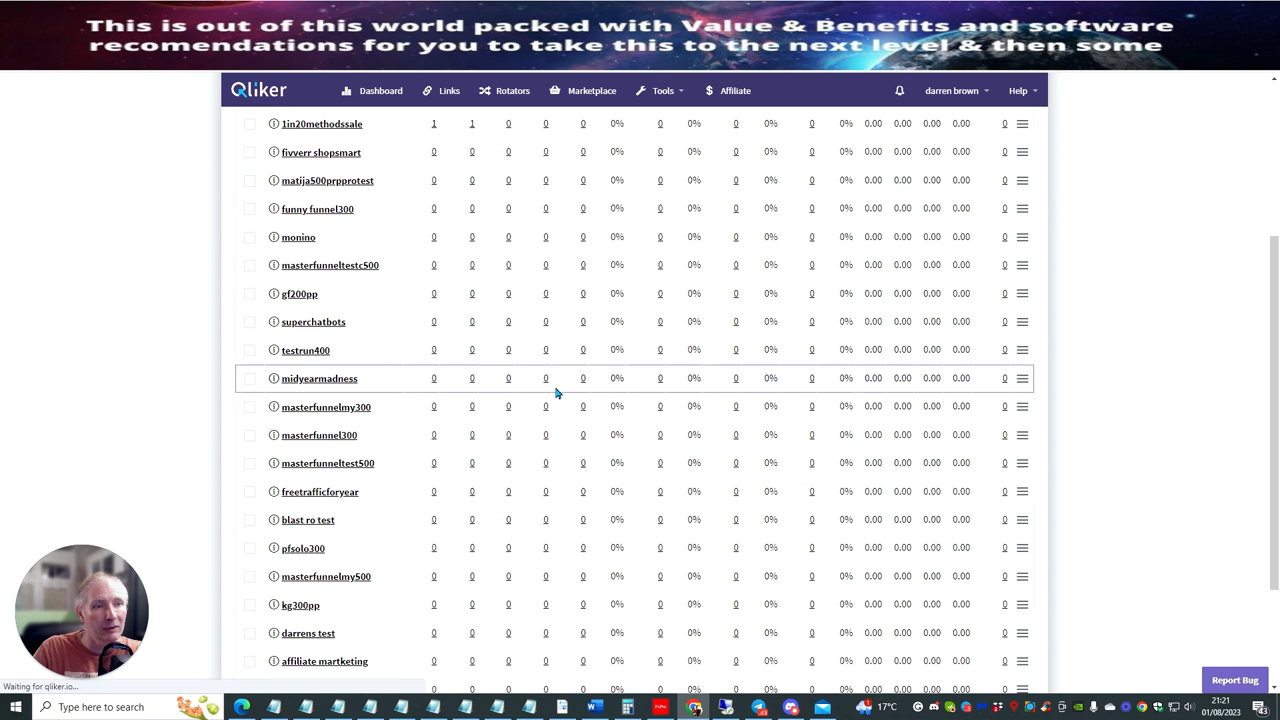 This is out of this world packed with Value & Benefits and software
recomendations for you to take this to the next level & then some
Qliker Dashboard Links Rotators Marketplace Tools $ Affiliate darren brown Help
1in20methodssale 1 1 0 0 0 0% 0 0% 0 0% 0 0% 0.00 0.00 0.00 0
fivverr shopsmart 0 0 0 0 0 0% 0 0% 0 0% 0 0% 0.00 0.00 0.00 0
matija500prpprotest 0 0 0 0 0 0% 0 0% 0 0% 0 0% 0.00 0.00 0.00 0
funny funnel300 0 0 0 0 0 0% 0 0% 0 0% 0 0% 0.00 0.00 0.00 0
monino 0 0 0 0 0 0% 0 0% 0 0% 0 0% 0.00 0.00 0.00 0
masterfunneltestc500 0 0 0 0 0 0% 0 0% 0 0% 0 0% 0.00 0.00 0.00 0
gf200pp 0 0 0 0 0 0% 0 0% 0 0% 0 0% 0.00 0.00 0.00 0
superchatbots 0 0 0 0 0 0% 0 0% 0 0% 0 0% 0.00 0.00 0.00 0
testrun400 0 0 0 0 0 0% 0 0% 0 0% 0 0% 0.00 0.00 0.00 0
midyearmadness 0 0 0 0 0 0% 0 0% 0 0% 0 0% 0.00 0.00 0.00 0
masterfunnelmy300 0 0 0 0 0 0% 0 0% 0 0% 0 0% 0.00 0.00 0.00 0
masterfunnel300 0 0 0 0 0 0% 0 0% 0 0% 0 0% 0.00 0.00 0.00 0
masterfunneltest500 0 0 0 0 0 0% 0 0% 0 0% 0 0% 0.00 0.00 0.00 0
freetrafficforyear 0 0 0 0 0 0% 0 0% 0 0% 0 0% 0.00 0.00 0.00 0
blast ro test 0 0 0 0 0 0% 0 0% 0 0% 0 0% 0.00 0.00 0.00 0
pfsolo300 0 0 0 0 0 0% 0 0% 0 0% 0 0% 0.00 0.00 0.00 0
masterfunnelmy500 0 0 0 0 0 0% 0 0% 0 0% 0 0% 0.00 0.00 0.00 0
kg300pp 0 0 0 0 0 0% 0 0% 0 0% 0 0% 0.00 0.00 0.00 0
darrens test 0 0 0 0 0 0% 0 0% 0 0% 0 0% 0.00 0.00 0.00 0
affiliate martketing 0 0 0 0 0 0% 0 0% 0 0% 0 0% 0.00 0.00 0.00 0
0 0 0 0 0 0% 0 0% 0 0% 0 0% 0.00 0.00 0.00 0
Report Bug
Waiting for qliker.io...
Type here to search 17°C 21:21
01/08/2023